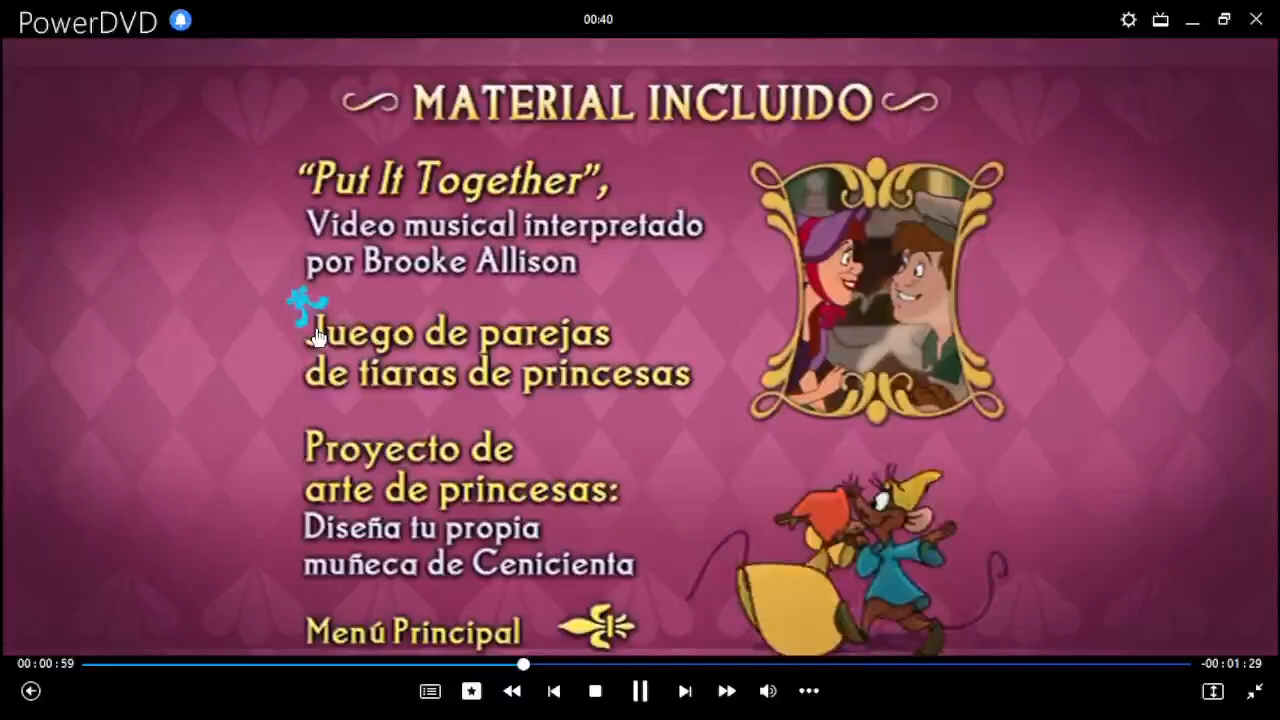 PowerDVD
00:40
MATERIAL INCLUIDO
“Put It Together”,
Vídeo musical interpretado
por Brooke Allison
Juego de parejas
de tiaras de princesas
Proyecto de
arte de princesas:
Diseña tu propia
muñeca de Cenicienta
Menú Principal
00:00:59
-00:01:29